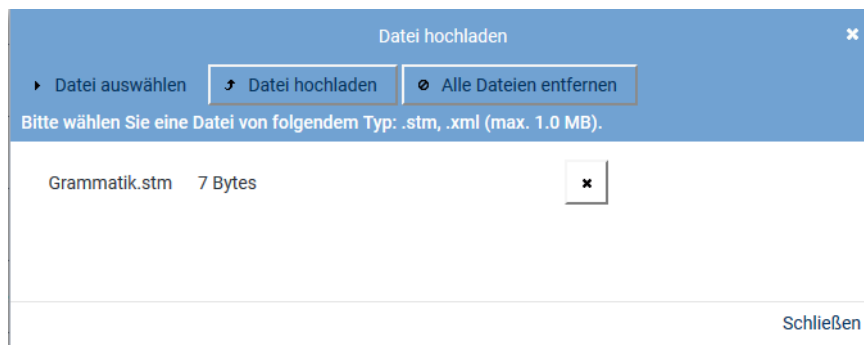 Datei hochladen
Datei auswählen Datei hochladen Alle Dateien entfernen
Bitte wählen Sie eine Datei von folgendem Typ: .stm, .xml (max. 1.0 MB).
Grammatik.stm 7 Bytes
Schließen